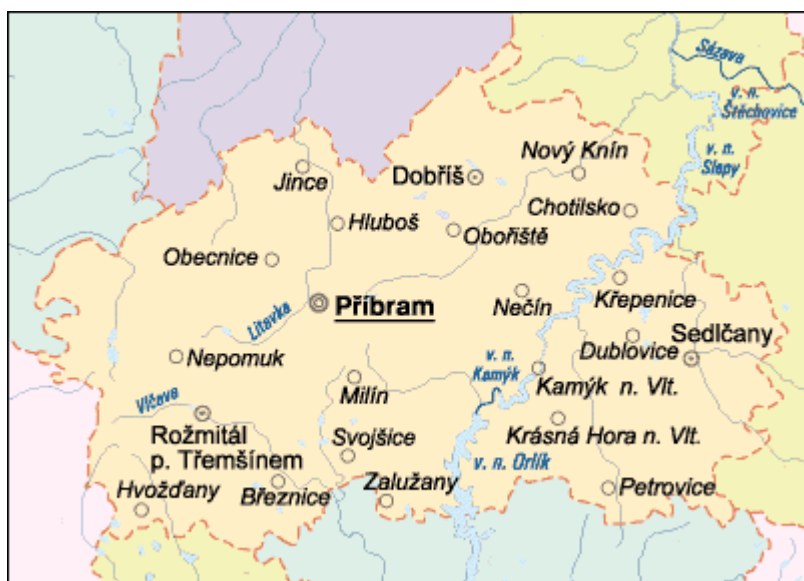 Sázava
v. n.
Štěchovice
v. n.
Slapy
Nový Knín
Dobříš
Jince
Chotilsko
Hluboš
Obořiště
Obecnice
Křepenice
Nečín
Příbram
Litavka
Dublovice
Sedlčany
Nepomuk
v. n.
Kamýk
Kamýk n. Vlt.
Milín
Vlčava
Rožmitál
p. Třemšínem
Krásná Hora n. Vlt.
Svojšice
v. n. Orlík
Hvožďany
Březnice
Zalužany
Petrovice